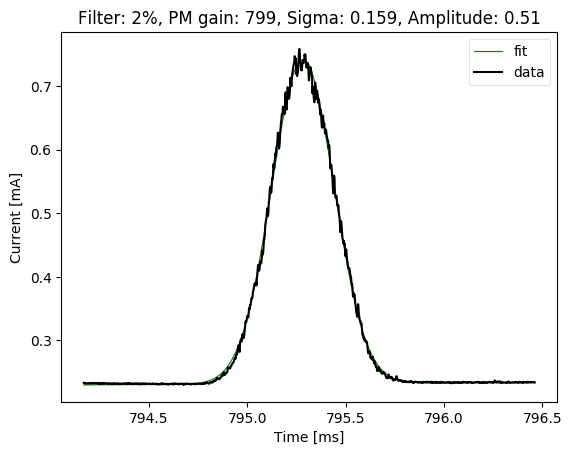 Filter: 2%, PM gain: 799, Sigma: 0.159, Amplitude: 0.51
fit
data
0.7
0.6
0.5
0.4
0.3
Current [mA]
794.5
795.0
795.5
796.0
796.5
Time [ms]